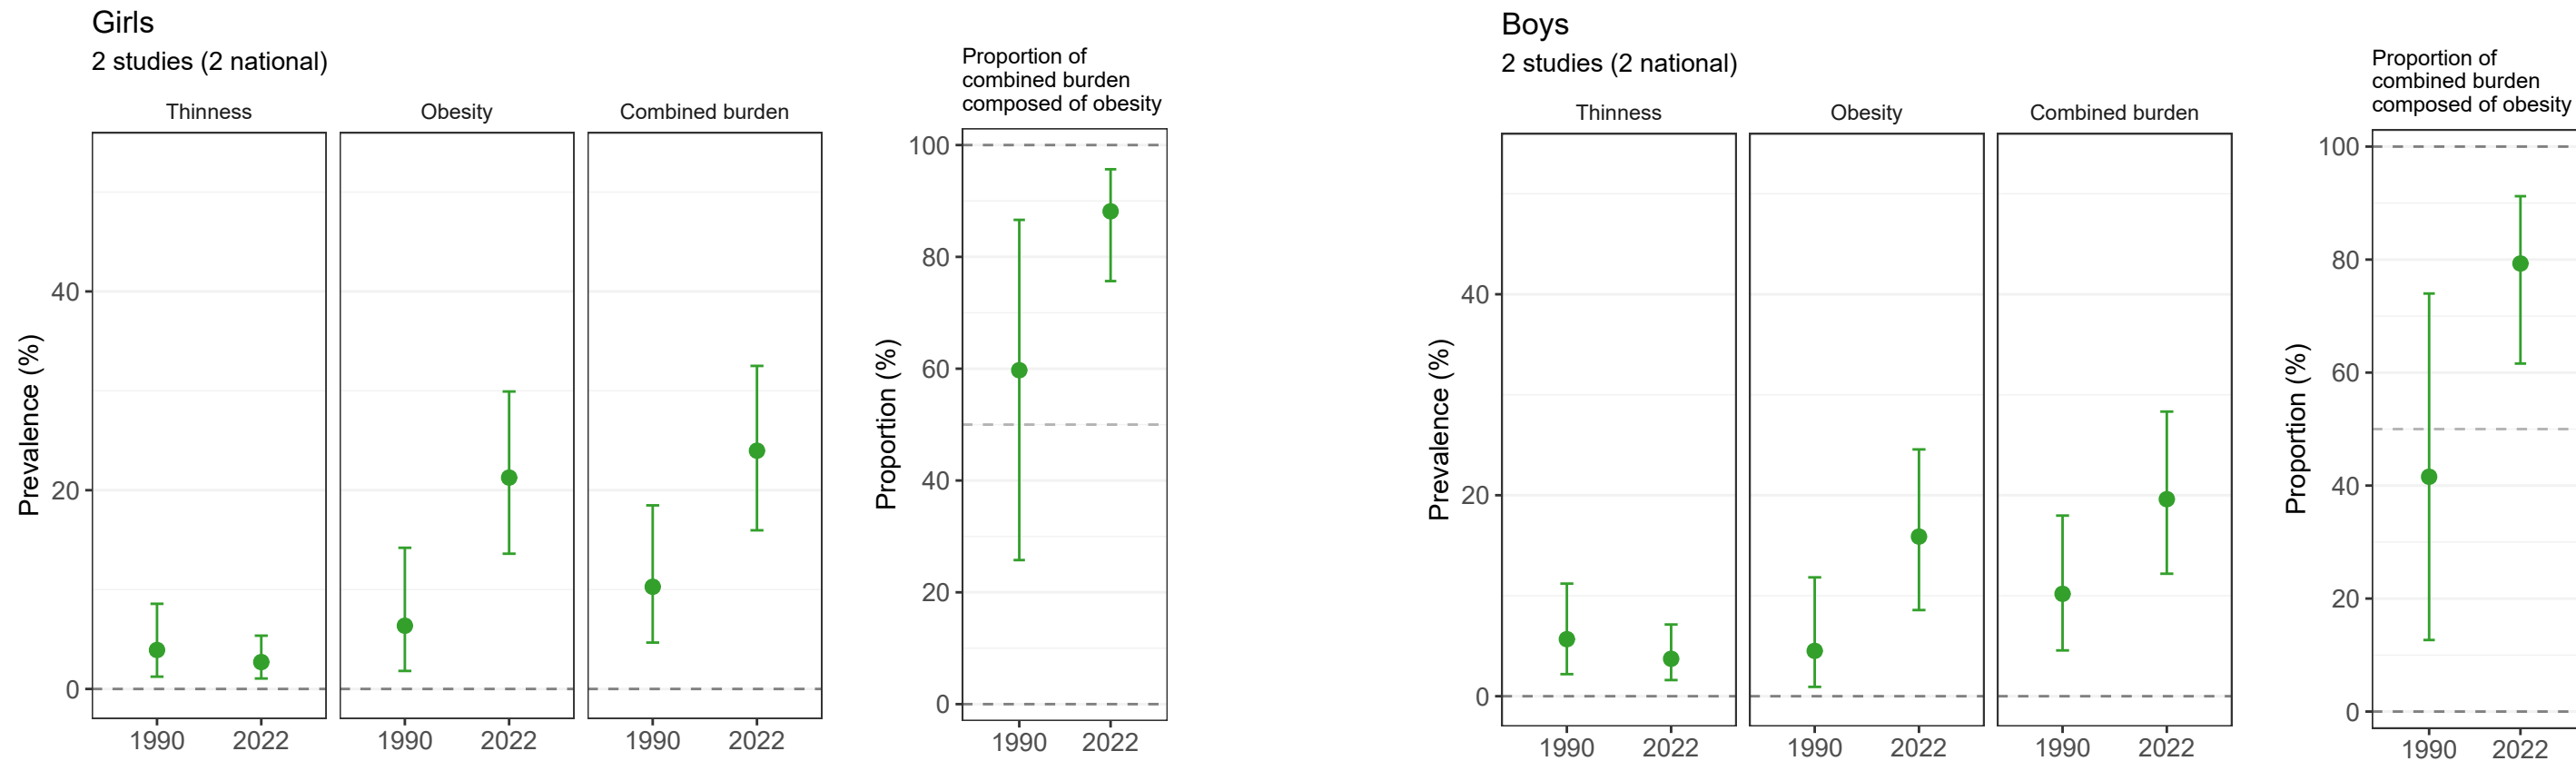 Girls
2 studies (2 national)
Thinness
Obesity
Combined burden
Prevalence (%)
40
20
0
1990 2022
1990 2022
1990 2022
Proportion of
combined burden
composed of obesity
Proportion (%)
100
80
60
40
20
0
1990 2022
Boys
2 studies (2 national)
Thinness
Obesity
Combined burden
Prevalence (%)
40
20
0
1990 2022
1990 2022
1990 2022
Proportion of
combined burden
composed of obesity
Proportion (%)
100
80
60
40
20
0
1990 2022